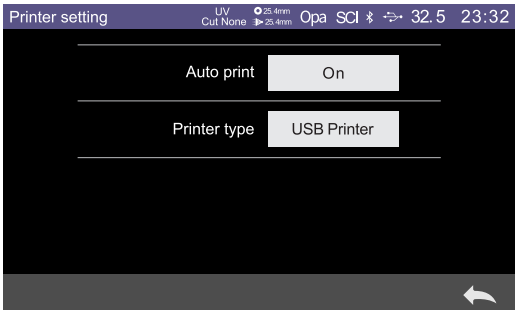 Printer setting UV 25.4mm Opa SCI 32.5 23:32
Cut None 25.4mm
Auto print On
Printer type USB Printer